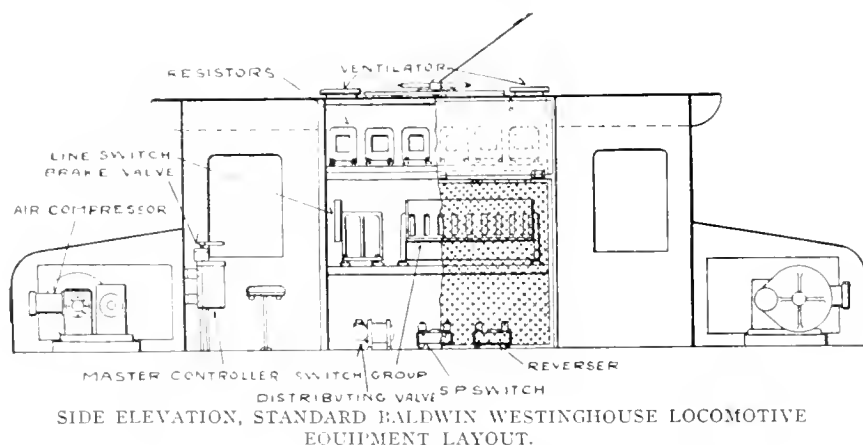 RESISTORS
VENTILATOR
LINE SWITCH
BRAKE VALVE
AIR COMPRESSOR
MASTER CONTROLLER SWITCH GROUP
REVERSER
DISTRIBUTING VALVE S P SWITCH
SIDE ELEVATION, STANDARD BALDWIN WESTINGHOUSE LOCOMOTIVE
EQUIPMENT LAYOUT.